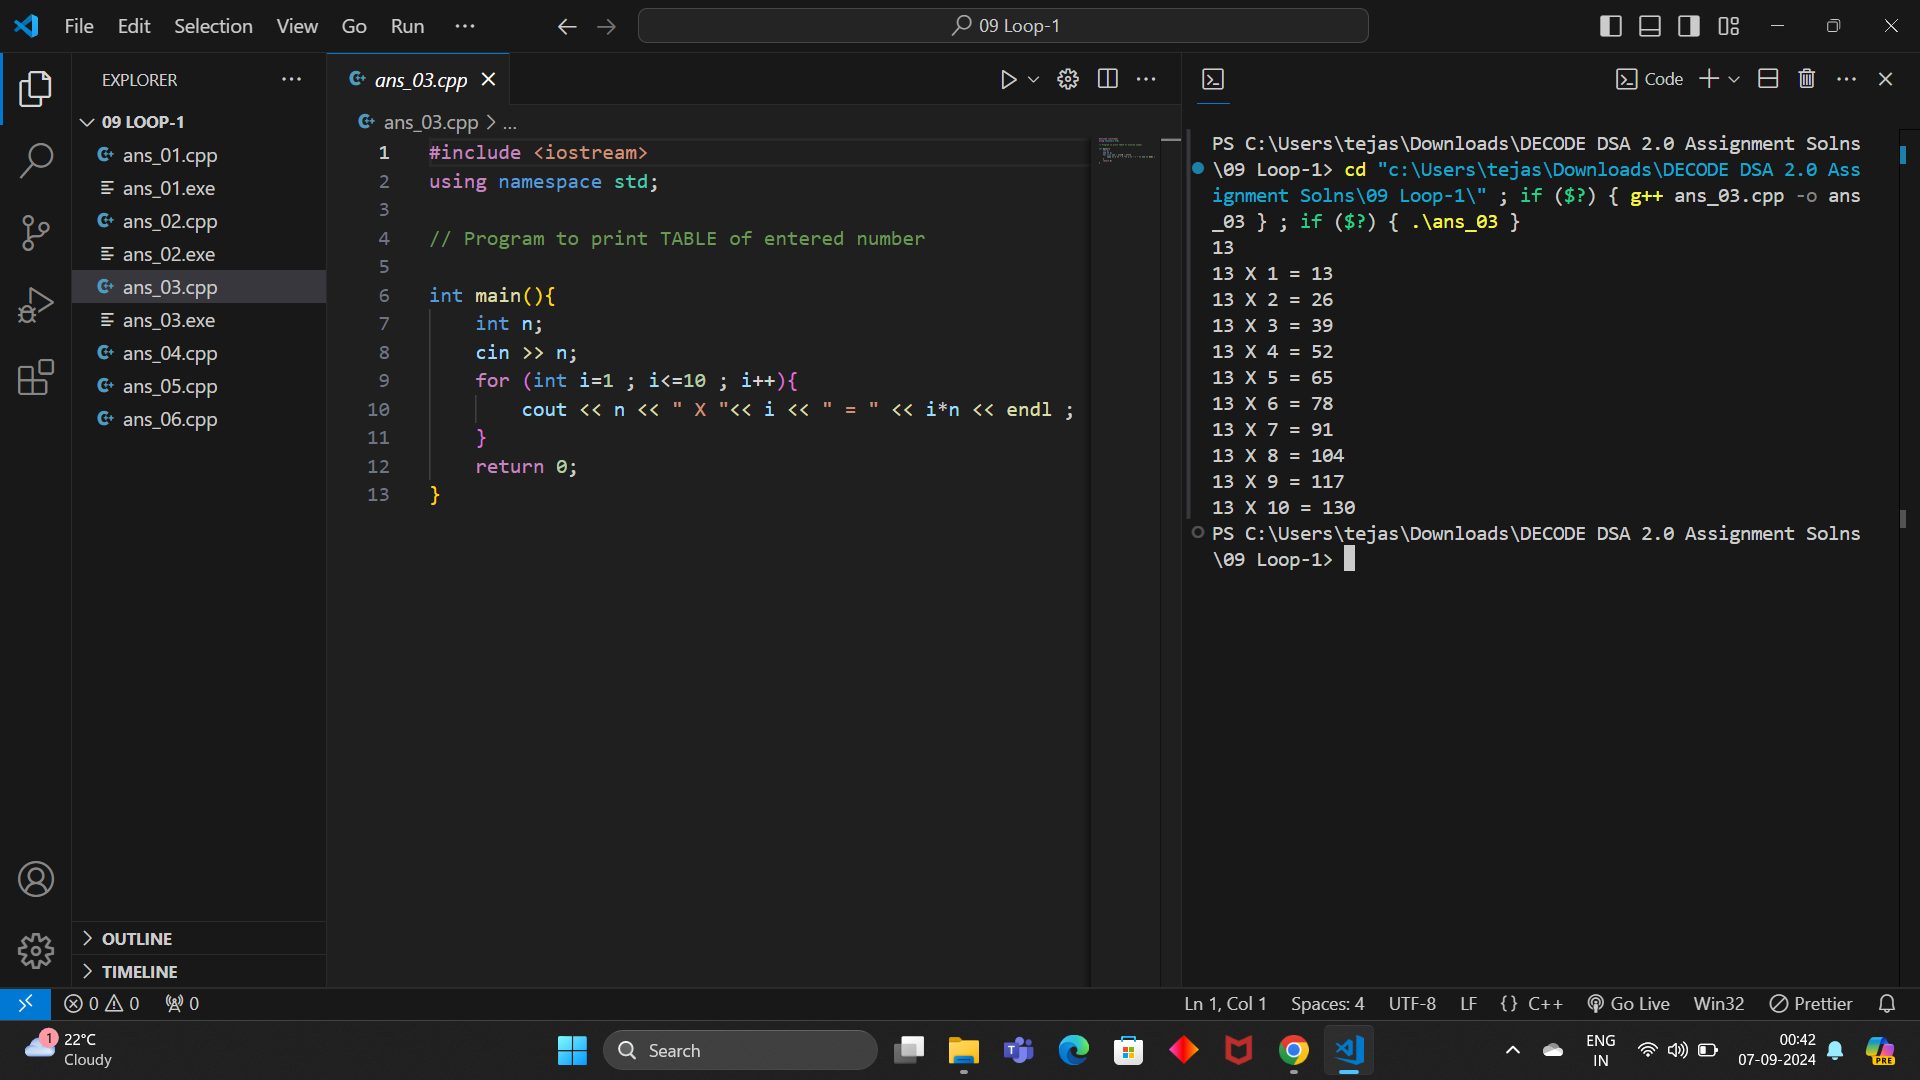 File Edit Selection View Go Run ...
09 Loop-1
EXPLORER
09 LOOP-1
ans_01.cpp
ans_01.exe
ans_02.cpp
ans_02.exe
ans_03.cpp
ans_03.exe
ans_04.cpp
ans_05.cpp
ans_06.cpp
OUTLINE
TIMELINE
ans_03.cpp
ans_03.cpp > ...
1 #include <iostream>
2 using namespace std;
3
4 // Program to print TABLE of entered number
5
6 int main(){
7 int n;
8 cin >> n;
9 for (int i=1 ; i<=10 ; i++){
10 cout << n << " X "<< i << " = " << i*n << endl ;
11 }
12 return 0;
13 }
Code
PS C:\Users\tejas\Downloads\DECODE DSA 2.0 Assignment Solns
\09 Loop-1> cd "c:\Users\tejas\Downloads\DECODE DSA 2.0 Ass
ignment Solns\09 Loop-1\" ; if ($?) { g++ ans_03.cpp -o ans
_03 } ; if ($?) { .\ans_03 }
13
13 X 1 = 13
13 X 2 = 26
13 X 3 = 39
13 X 4 = 52
13 X 5 = 65
13 X 6 = 78
13 X 7 = 91
13 X 8 = 104
13 X 9 = 117
13 X 10 = 130
PS C:\Users\tejas\Downloads\DECODE DSA 2.0 Assignment Solns
\09 Loop-1>
0 0 0
Ln 1, Col 1 Spaces: 4 UTF-8 LF {} C++ Go Live Win32 Prettier
1
22°C
Cloudy
Search
ENG
IN
00:42
07-09-2024
PRE